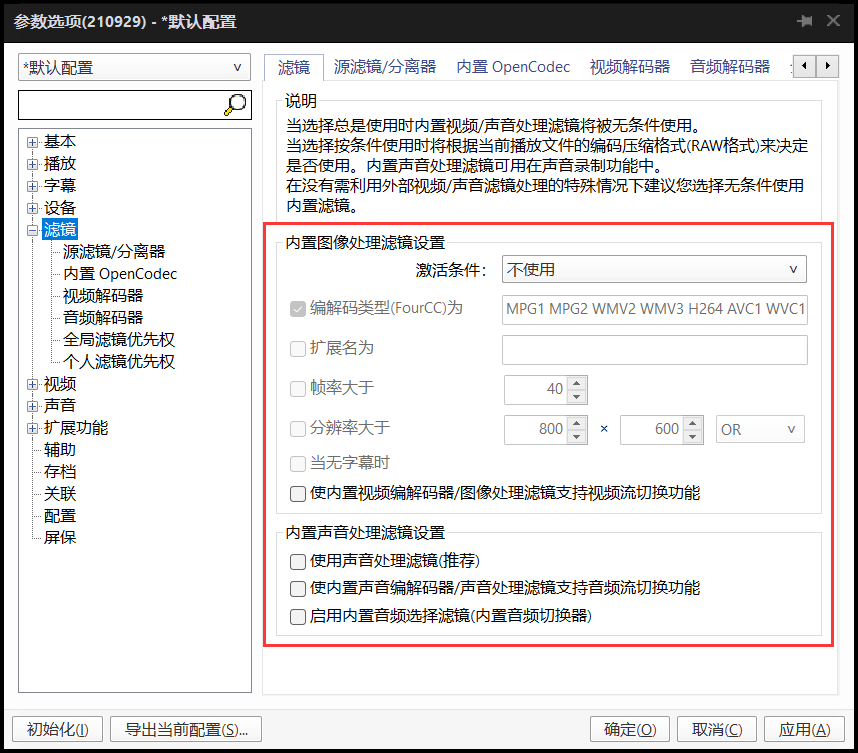 参数选项(210929) - *默认配置
*默认配置
基本
播放
字幕
设备
滤镜
源滤镜/分离器
内置 OpenCodec
视频解码器
音频解码器
全局滤镜优先权
个人滤镜优先权
视频
声音
扩展功能
辅助
存档
关联
配置
屏保
滤镜 源滤镜/分离器 内置 OpenCodec 视频解码器 音频解码器
说明
当选择总是使用时内置视频/声音处理滤镜将被无条件使用。
当选择按条件使用时将根据当前播放文件的编码压缩格式(RAW格式)来决定
是否使用。内置声音处理滤镜可用在声音录制功能中。
在没有需利用外部视频/声音滤镜处理的特殊情况下建议您选择无条件使用
内置滤镜。
内置图像处理滤镜设置
激活条件: 不使用
编解码类型(FourCC)为 MPG1 MPG2 WMV2 WMV3 H264 AVC1 WVC1
扩展名为
帧率大于 40
分辨率大于 800 × 600 OR
当无字幕时
使内置视频编解码器/图像处理滤镜支持视频流切换功能
内置声音处理滤镜设置
使用声音处理滤镜(推荐)
使内置声音编解码器/声音处理滤镜支持音频流切换功能
启用内置音频选择滤镜(内置音频切换器)
初始化(I) 导出当前配置(S)... 确定(O) 取消(C) 应用(A)